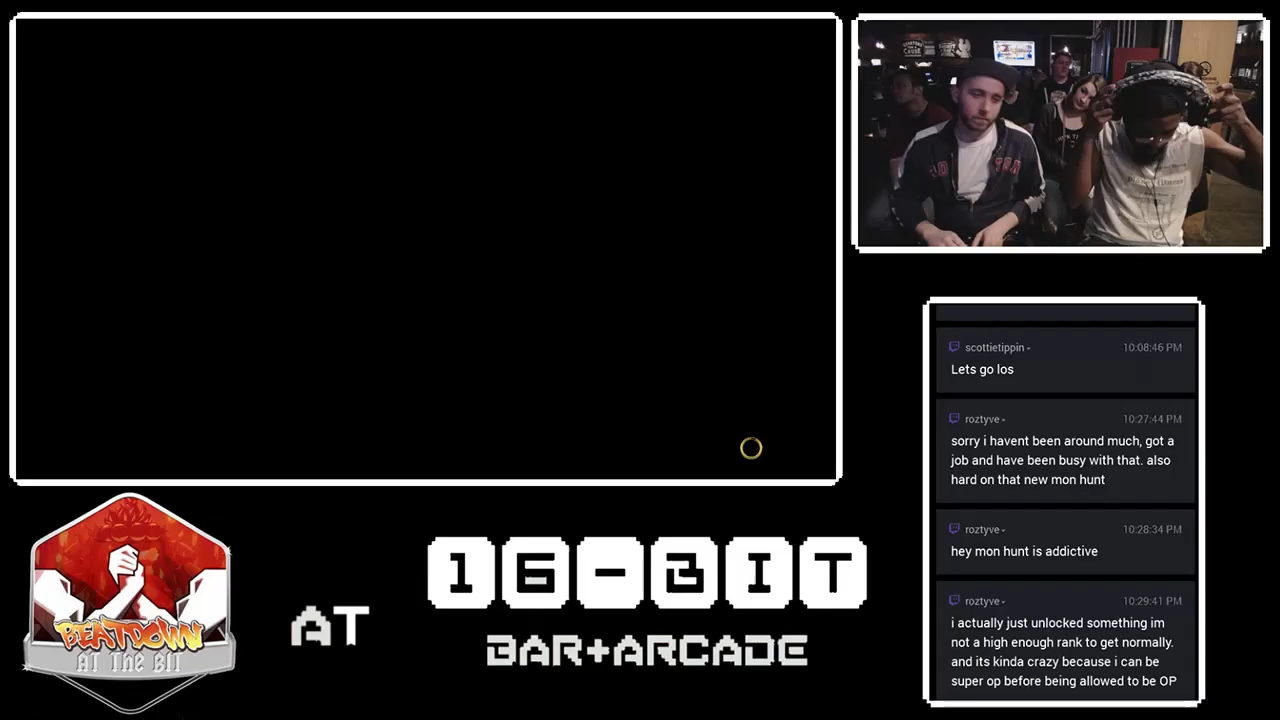 scottietippin
10:08:46 PM
Lets go los
roztyve
10:27:44 PM
sorry i havent been around much, got a
job and have been busy with that. also
hard on that new mon hunt
roztyve
10:28:34 PM
hey mon hunt is addictive
roztyve
10:29:41 PM
i actually just unlocked something im
not a high enough rank to get normally.
and its kinda crazy because i can be
super op before being allowed to be OP
BEATDOWN
AT THE BIT
AT
16-BIT
BAR+ARCADE